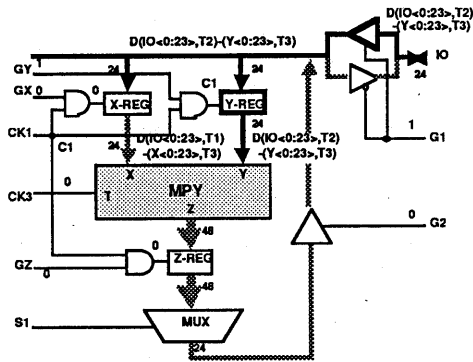 D(IO<0:23>,T2)-(Y<0:23>,T3)
D(IO<0:23>,T2)
-(Y<0:23>,T3)
IO
24
GY
1
24
24
GX
0
0
X-REG
C1
Y-REG
CK1
C1
24
D(IO<0:23>,T1)
-(X<0:23>,T3)
D(IO<0:23>,T2)
-(Y<0:23>,T3)
1
G1
X
Y
CK3
0
T
MPY
Z
0
G2
48
GZ
0
0
Z-REG
48
S1
MUX
24